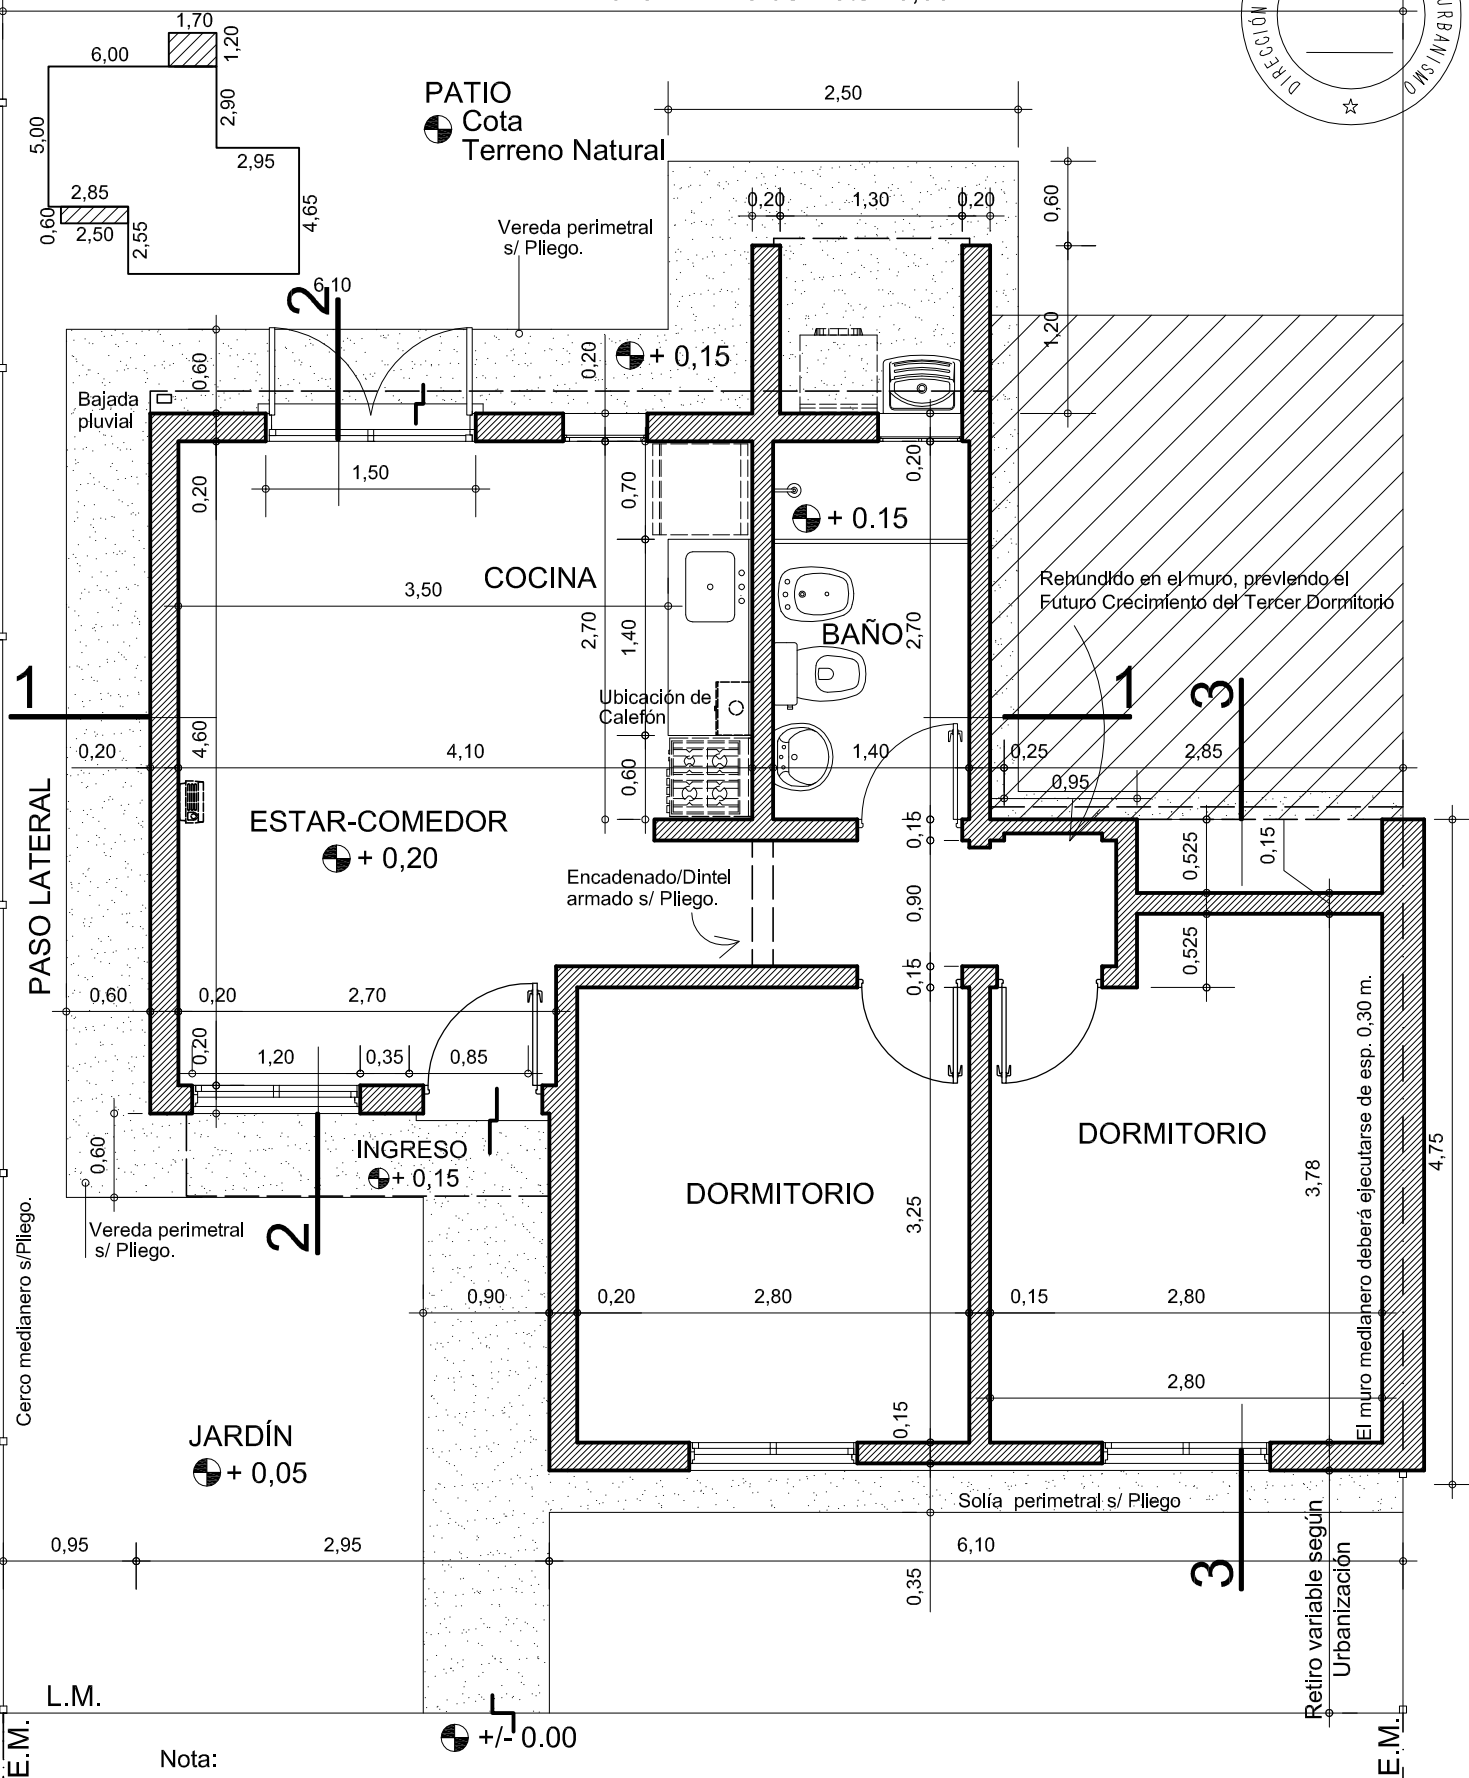 DIRECCIÓN
URBANISMO
1,70
1,20
6,00
2,90
5,00
2,95
2,85
4,65
0,60
2,50
2,55
PATIO
Cota
Terreno Natural
2,50
0,20
1,30
0,20
0,60
Vereda perimetral
s/ Pliego.
6,10
2
0,60
0,20
+ 0,15
1,20
Bajada
pluvial
0,20
1,50
0,70
0,20
+ 0.15
COCINA
3,50
2,70
1,40
BAÑO
2,70
Rehundido en el muro, previendo el
Futuro Crecimiento del Tercer Dormitorio
1
1
3
Ubicación de
Calefón
0,20
4,60
4,10
0,60
1,40
0,25
2,85
0,95
PASO LATERAL
ESTAR-COMEDOR
+ 0,20
0,15
0,525
0,15
Encadenado/Dintel
armado s/ Pliego.
0,90
0,525
0,15
0,60
0,20
2,70
0,20
1,20
0,35
0,85
El muro medianero deberá ejecutarse de esp. 0,30 m.
INGRESO
+ 0,15
0,60
DORMITORIO
DORMITORIO
3,78
4,75
3,25
Cerco medianero s/Pliego.
Vereda perimetral
s/ Pliego.
2
0,90
0,20
2,80
0,15
2,80
2,80
0,15
JARDÍN
+ 0,05
Solía perimetral s/ Pliego
0,95
2,95
6,10
0,35
3
Retiro variable según
Urbanización
L.M.
E.M.
E.M.
+/- 0.00
Nota: